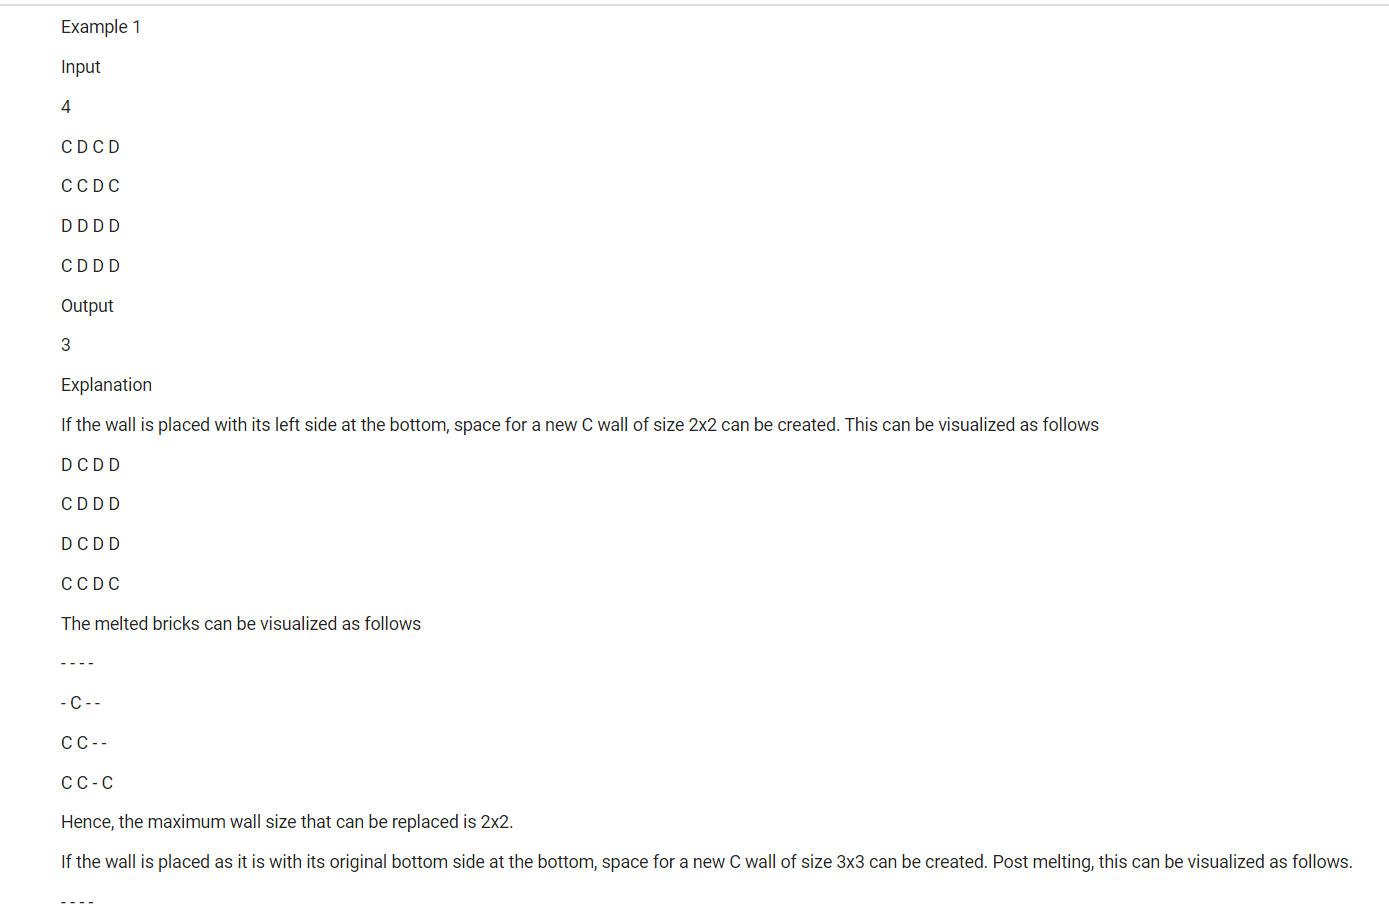 Example 1
Input
4
C D C D
C C D C
D D D D
C D D D
Output
3
Explanation
If the wall is placed with its left side at the bottom, space for a new C wall of size 2x2 can be created. This can be visualized as follows
D C D D
C D D D
D C D D
C C D C
The melted bricks can be visualized as follows
- - - -
- C - -
C C - -
C C - C
Hence, the maximum wall size that can be replaced is 2x2.
If the wall is placed as it is with its original bottom side at the bottom, space for a new C wall of size 3x3 can be created. Post melting, this can be visualized as follows.
- - - -